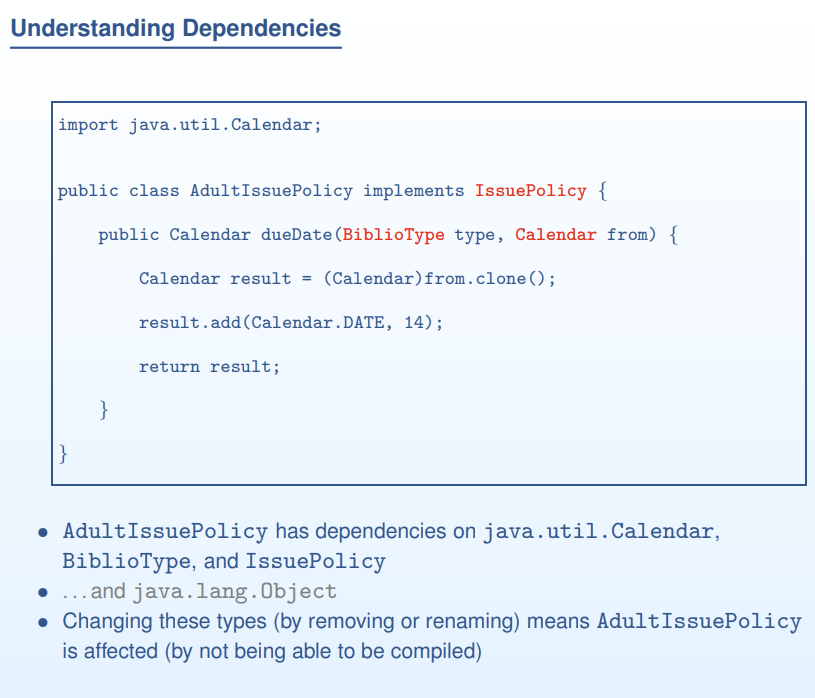 Understanding Dependencies
import java.util.Calendar;
public class AdultIssuePolicy implements IssuePolicy {
public Calendar dueDate(BiblioType type, Calendar from) {
Calendar result = (Calendar)from.clone();
result.add(Calendar.DATE, 14);
return result;
}
}
• AdultIssuePolicy has dependencies on java.util.Calendar,
BiblioType, and IssuePolicy
• ...and java.lang.Object
• Changing these types (by removing or renaming) means AdultIssuePolicy
is affected (by not being able to be compiled)